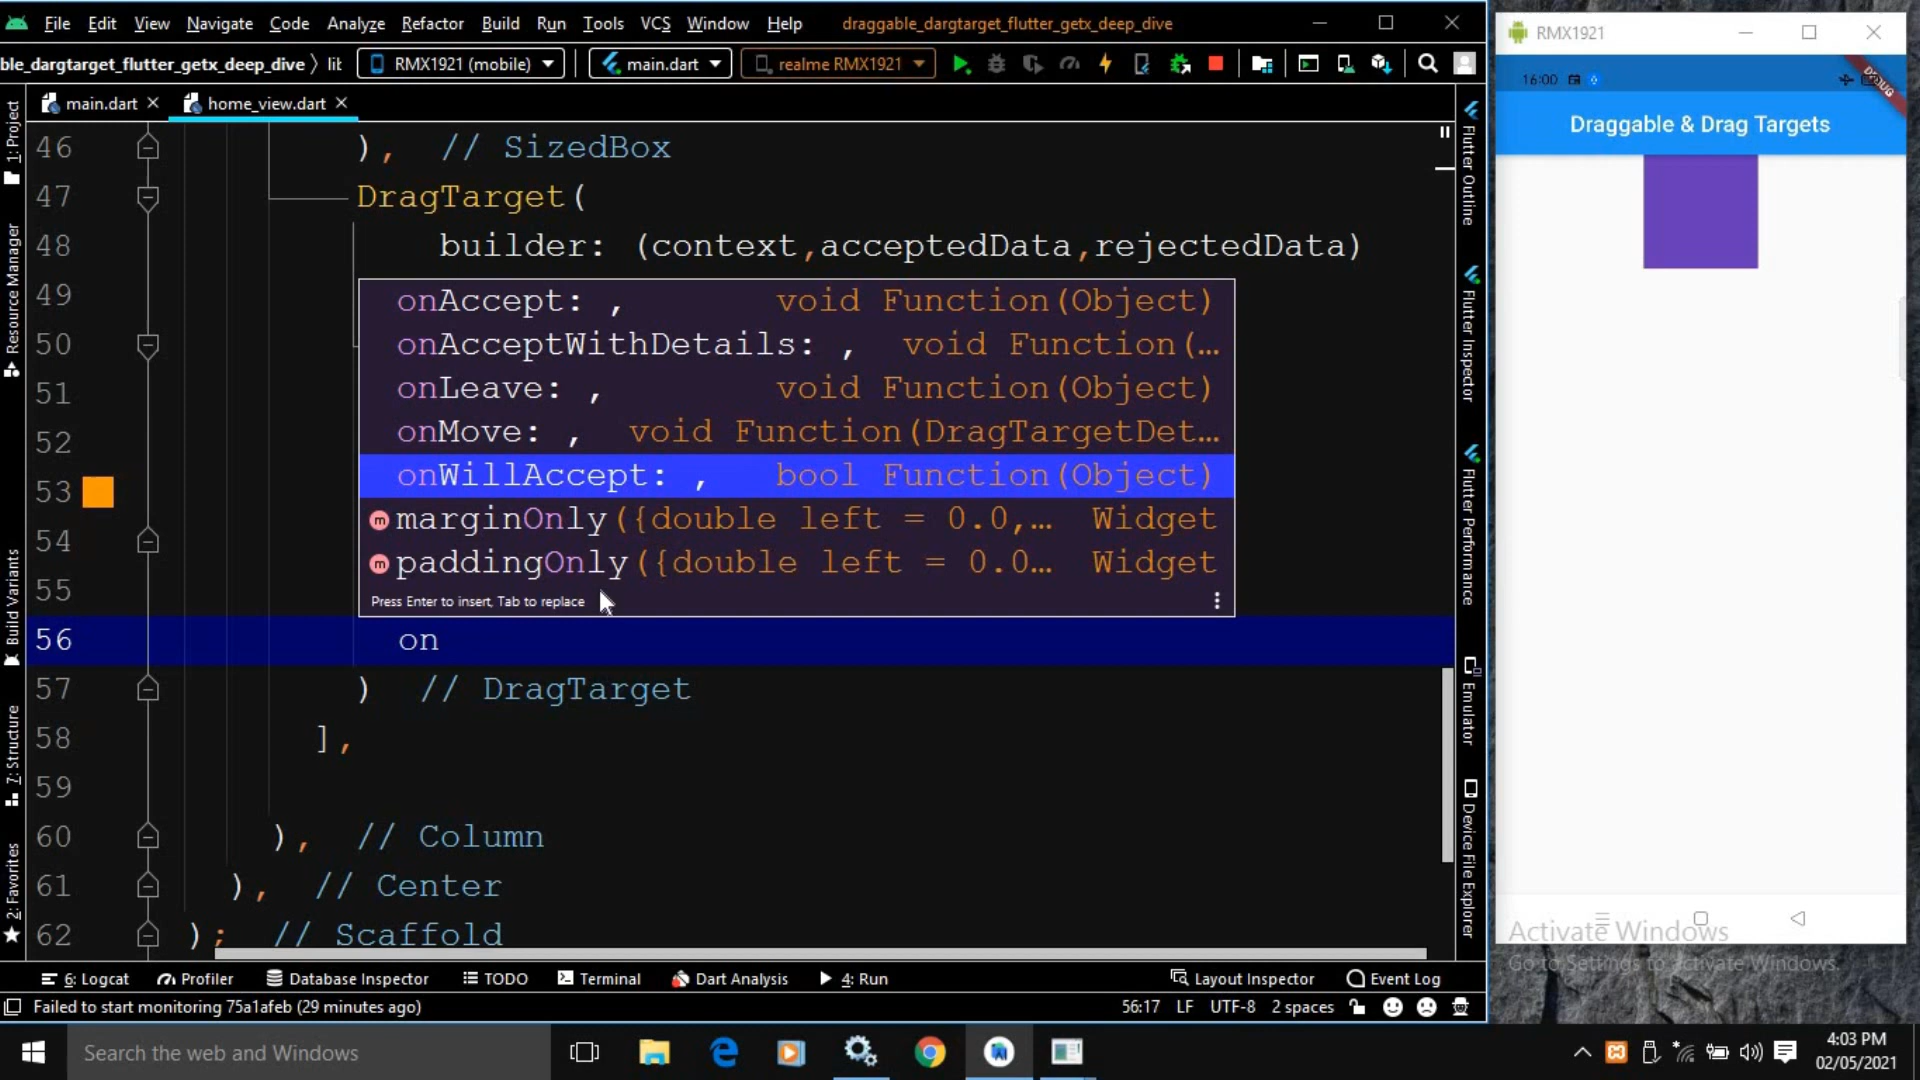 File Edit View Navigate Code Analyze Refactor Build Run Tools VCS Window Help draggable_dargtarget_flutter_getx_deep_dive
ble_dargtarget_flutter_getx_deep_dive lib RMX1921 (mobile) main.dart realme RMX1921
main.dart home_view.dart
1: Project
Resource Manager
Build Variants
7: Structure
2: Favorites
46 ), // SizedBox
47 DragTarget(
48 builder: (context,acceptedData,rejectedData)
49
50
51
52
53
54
55
onAccept: , void Function(Object)
onAcceptWithDetails: , void Function(…
onLeave: , void Function(Object)
onMove: , void Function(DragTargetDet…
onWillAccept: , bool Function(Object)
marginOnly({double left = 0.0,… Widget
paddingOnly({double left = 0.0… Widget
Press Enter to insert, Tab to replace
56 on
57 ) // DragTarget
58 ],
59
60 ), // Column
61 ), // Center
62 ); // Scaffold
Flutter Outline
Flutter Inspector
Flutter Performance
Emulator
Device File Explorer
6: Logcat Profiler Database Inspector TODO Terminal Dart Analysis 4: Run Layout Inspector Event Log
Failed to start monitoring 75a1afeb (29 minutes ago) 56:17 LF UTF-8 2 spaces
RMX1921
16:00
DEBUG
Draggable & Drag Targets
Activate Windows
Go to Settings to activate Windows.
Search the web and Windows
4:03 PM
02/05/2021